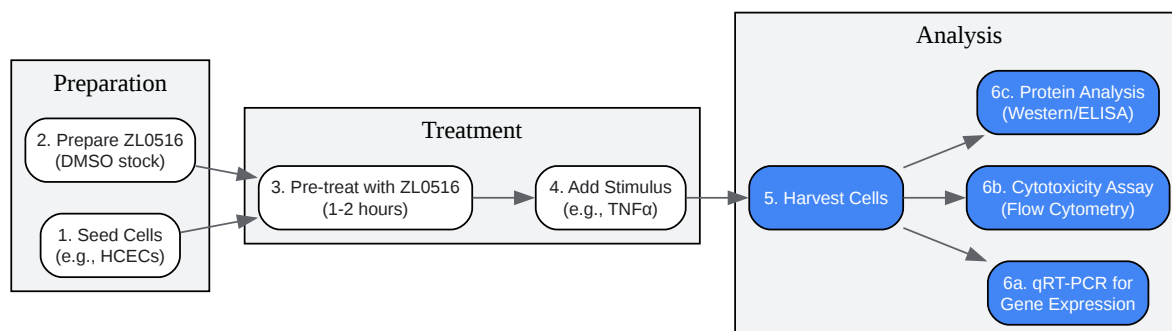 Preparation
2. Prepare ZL0516
(DMSO stock)
1. Seed Cells
(e.g., HCECs)
Treatment
3. Pre-treat with ZL0516
(1-2 hours)
4. Add Stimulus
(e.g., TNFα)
Analysis
5. Harvest Cells
6c. Protein Analysis
(Western/ELISA)
6b. Cytotoxicity Assay
(Flow Cytometry)
6a. qRT-PCR for
Gene Expression